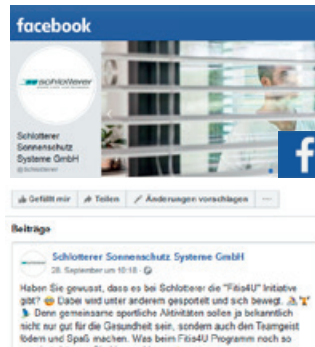 facebook
schlotterer
Schlotterer
Sonnenschutz
Systeme GmbH
@Schlotterer
Gefällt mir Teilen Änderungen vorschlagen ...
Beiträge
Schlotterer Sonnenschutz Systeme GmbH
28. September um 10:18 ·
Haben Sie gewusst, dass es bei Schlotterer die "Fitis4U" Initiative
gibt? Dabei wird unter anderem gesportelt und sich bewegt.
Denn gemeinsame sportliche Aktivitäten sollen ja bekanntlich
nicht nur gut für die Gesundheit sein, sondern auch den Teamgeist
födern und Spaß machen. Was beim Fitis4U Programm noch so